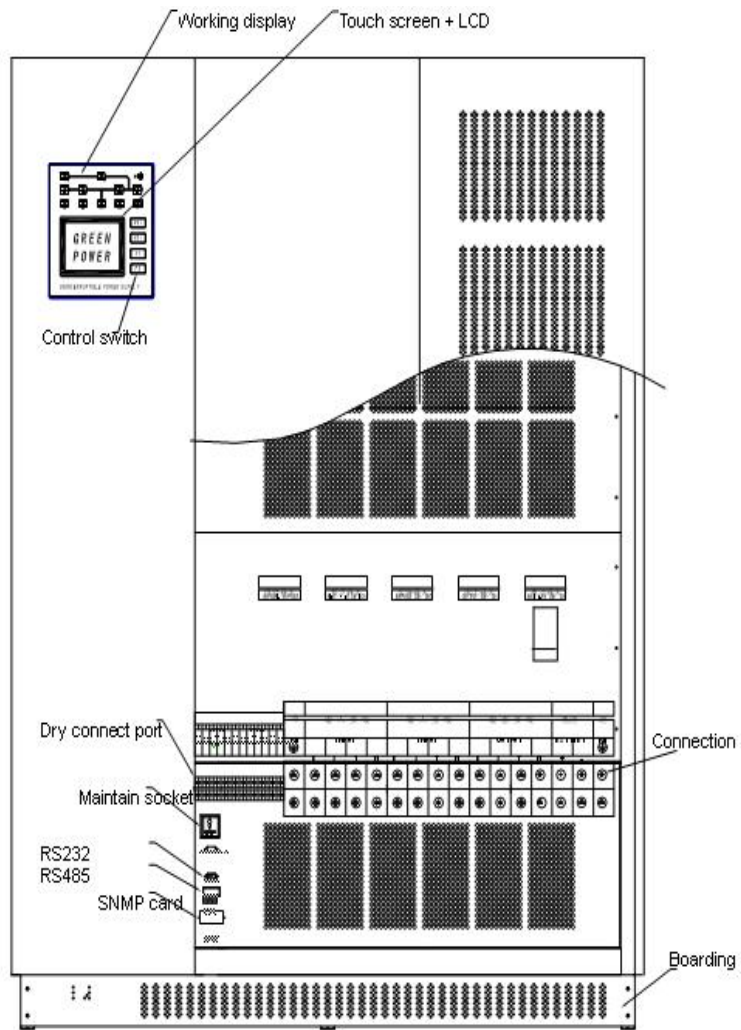 Working display
Touch screen + LCD
GREEN
POWER
Control switch
Dry connect port
Connection
Maintain socket
RS232
RS485
SNMP card
Boarding